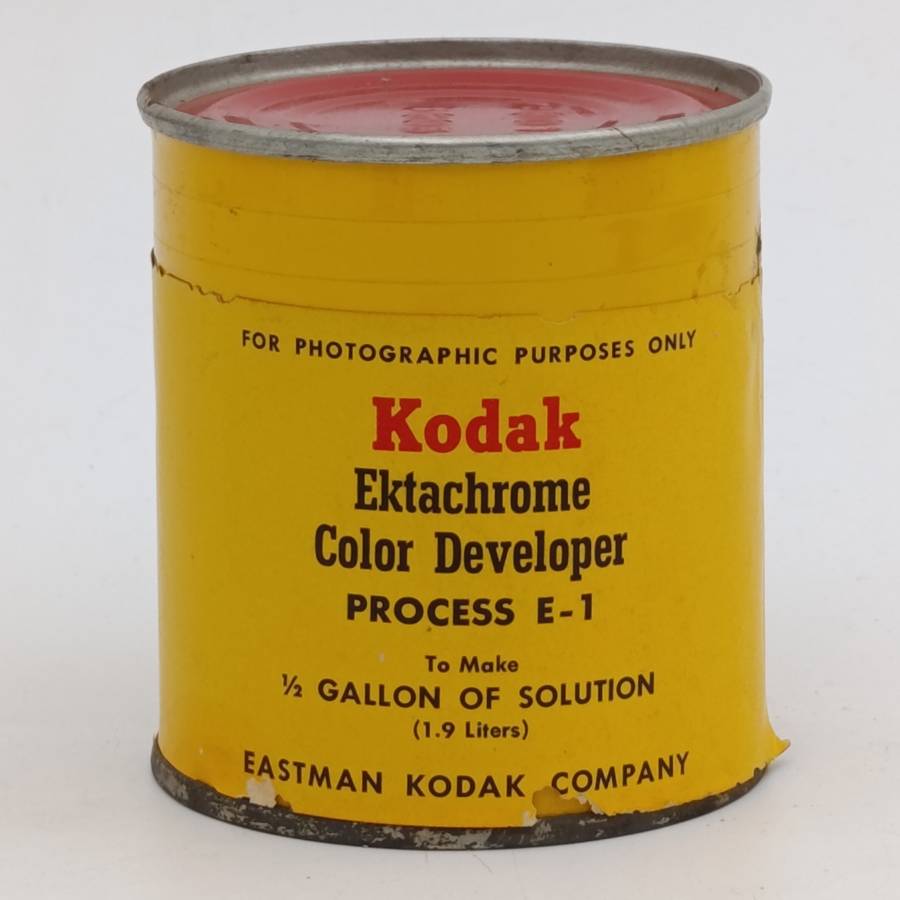 FOR PHOTOGRAPHIC PURPOSES ONLY
Kodak
Ektachrome
Color Developer
PROCESS E-1
To Make
½ GALLON OF SOLUTION
(1.9 Liters)
EASTMAN KODAK COMPANY